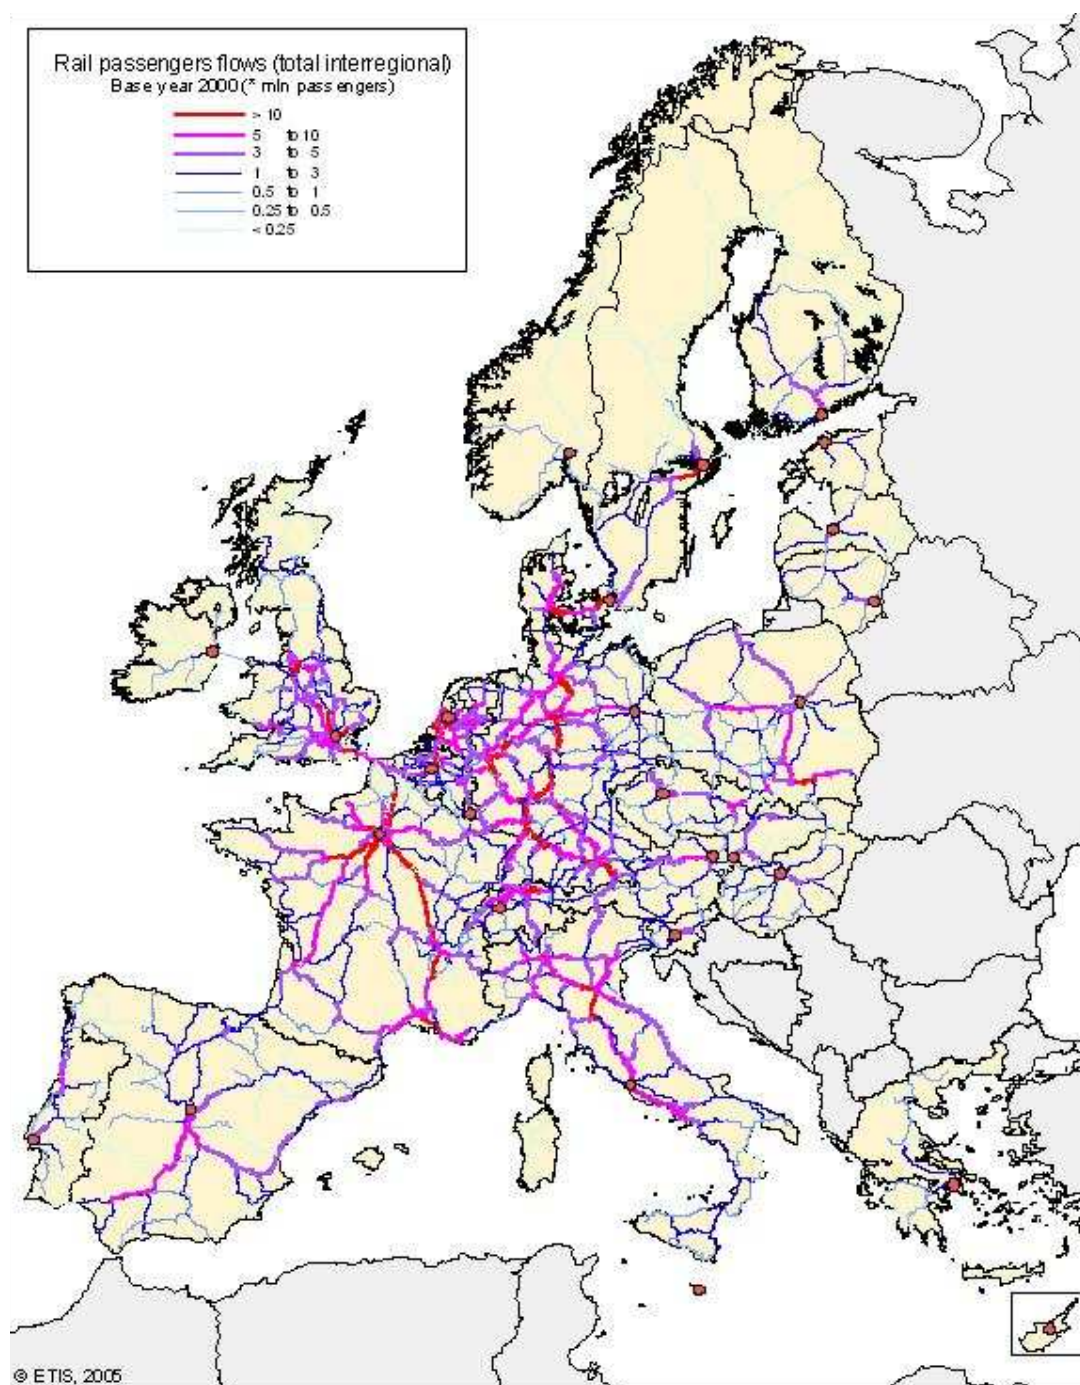 Rail passengers flows (total interregional)
Base year 2000 (* mln passengers)
> 10
5 to 10
3 to 5
1 to 3
0.5 to 1
0.25 to 0.5
< 0.25
© ETIS, 2005